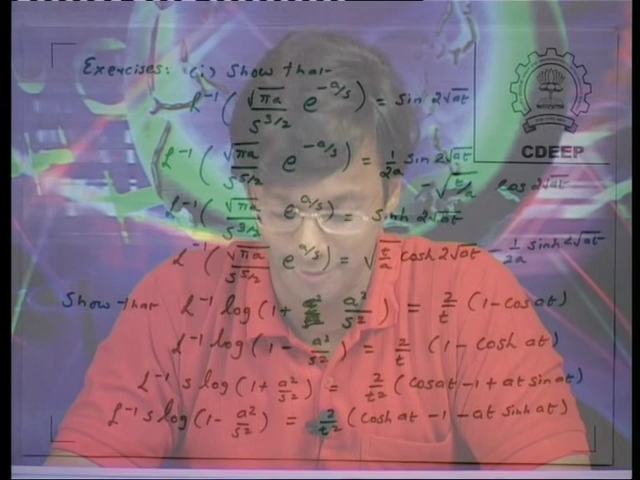 Exercises: (i) Show that
CDEEP
L⁻¹ ( √πa / s^3/2 e^-a/s ) = sin 2√at
L⁻¹ ( √πa / s^5/2 e^-a/s ) = 1/2a sin 2√at
- √t/a cos 2√at
L⁻¹ ( √πa / s^3/2 e^a/s ) = sinh 2√at
L⁻¹ ( √πa / s^5/2 e^a/s ) = √t/a cosh 2√at - 1/2a sinh 2√at
Show that L⁻¹ log (1 + a²/s²) = 2/t (1 - cos at)
L⁻¹ log (1 - a²/s²) = 2/t (1 - cosh at)
L⁻¹ s log (1 + a²/s²) = 2/t² (cos at - 1 + at sin at)
L⁻¹ s log (1 - a²/s²) = 2/t² (cosh at - 1 - at sinh at)